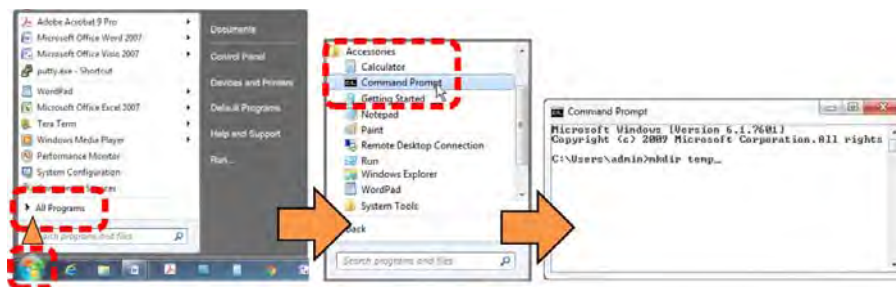 Adobe Acrobat 9 Pro
Microsoft Office Word 2007
Microsoft Office Visio 2007
putty.exe - Shortcut
WordPad
Microsoft Office Excel 2007
Tera Term
Windows Media Player
Performance Monitor
System Configuration
Services
All Programs
Search programs and files
Documents
Control Panel
Devices and Printers
Default Programs
Help and Support
Run...
Accessories
Calculator
Command Prompt
Getting Started
Notepad
Paint
Remote Desktop Connection
Run
Windows Explorer
WordPad
System Tools
Back
Search programs and files
Command Prompt
Microsoft Windows [Version 6.1.7601]
Copyright (c) 2009 Microsoft Corporation.All rights
C:\Users\admin>mkdir temp_